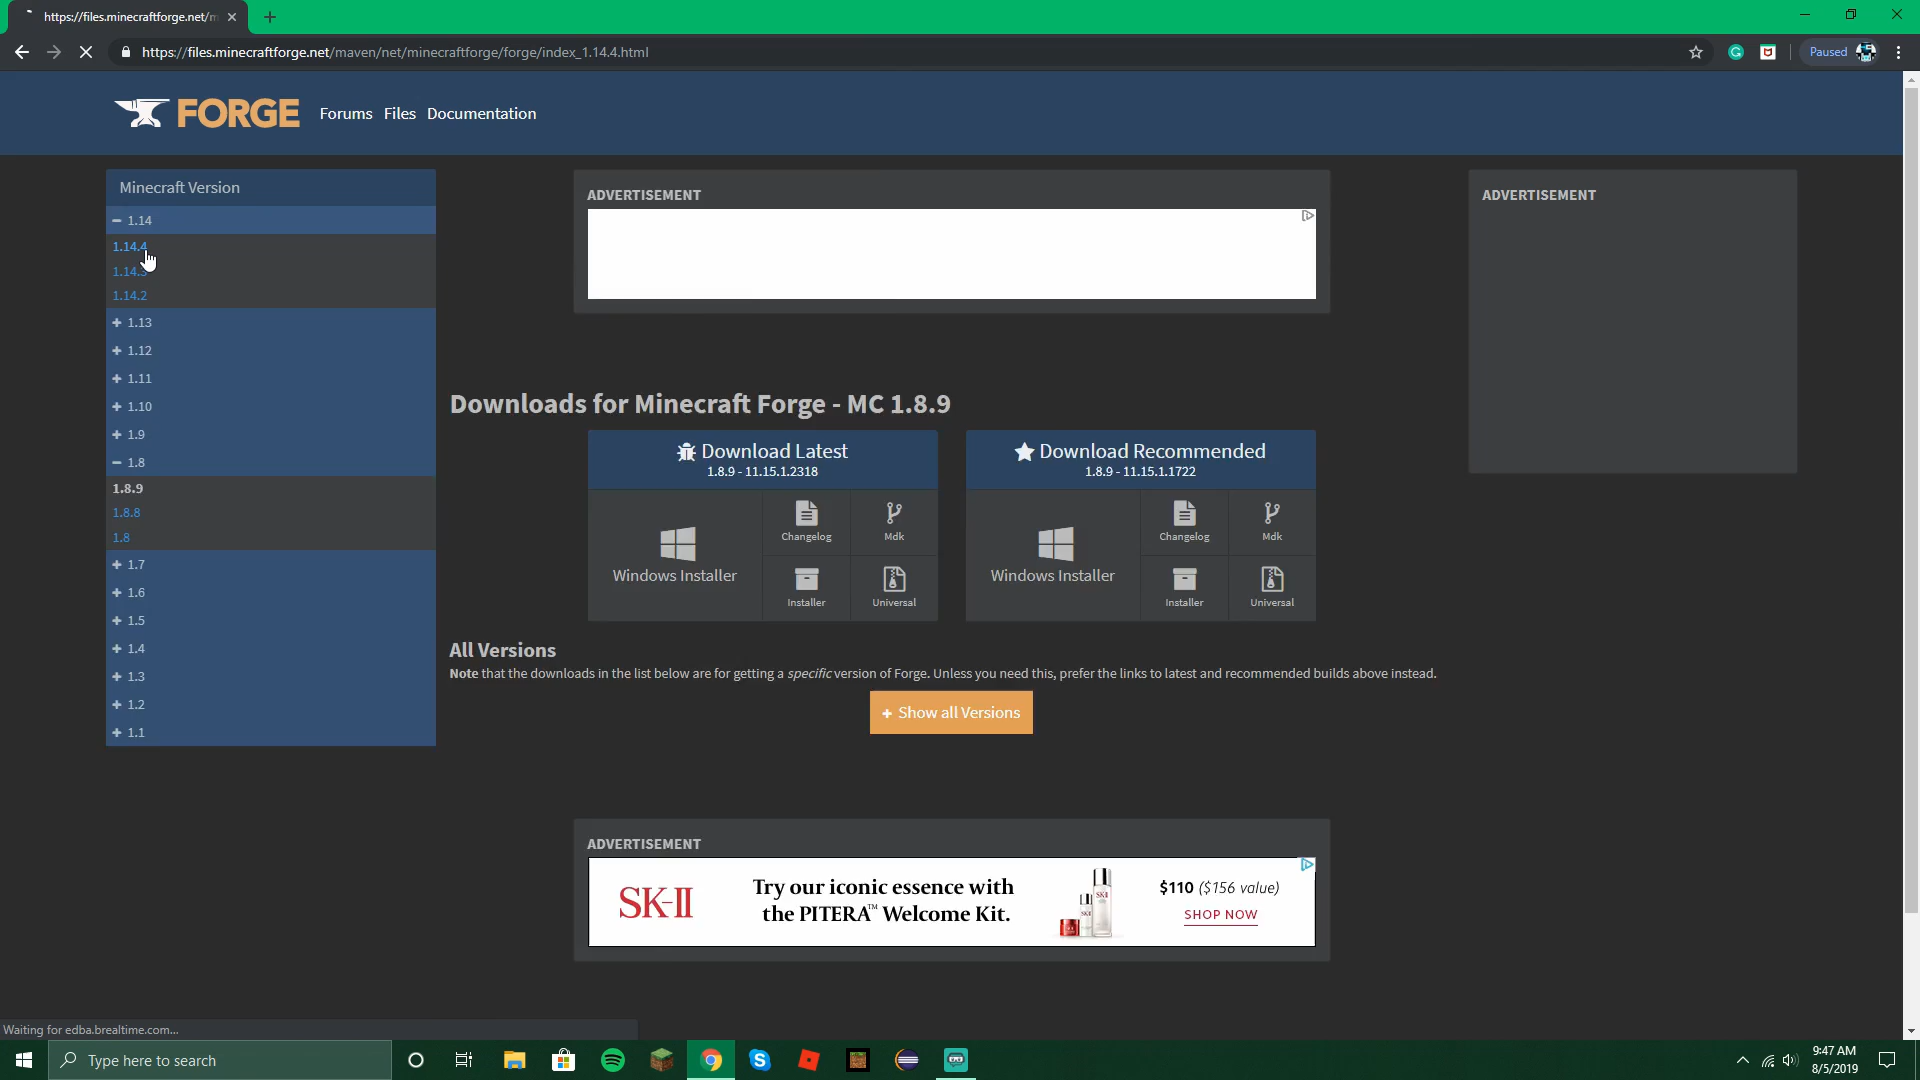 https://files.minecraftforge.net/m
https://files.minecraftforge.net/maven/net/minecraftforge/forge/index_1.14.4.html
Paused
FORGE
Forums Files Documentation
Minecraft Version
1.14
1.14.4
1.14.3
1.14.2
1.13
1.12
1.11
1.10
1.9
1.8
1.8.9
1.8.8
1.8
1.7
1.6
1.5
1.4
1.3
1.2
1.1
ADVERTISEMENT
ADVERTISEMENT
Downloads for Minecraft Forge - MC 1.8.9
Download Latest
1.8.9 - 11.15.1.2318
Windows Installer
Changelog
Mdk
Installer
Universal
Download Recommended
1.8.9 - 11.15.1.1722
Windows Installer
Changelog
Mdk
Installer
Universal
All Versions
Note that the downloads in the list below are for getting a specific version of Forge. Unless you need this, prefer the links to latest and recommended builds above instead.
+ Show all Versions
ADVERTISEMENT
SK-II
Try our iconic essence with
the PITERA™ Welcome Kit.
SK-II
$110 ($156 value)
SHOP NOW
Waiting for edba.brealtime.com...
Type here to search
9:47 AM
8/5/2019